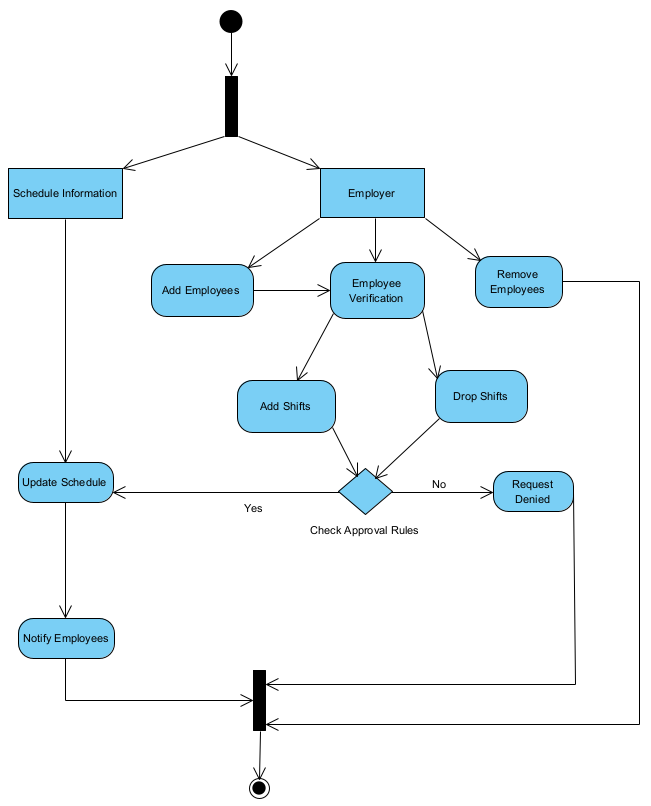 Schedule Information
Employer
Add Employees
Employee
Verification
Remove
Employees
Add Shifts
Drop Shifts
Update Schedule
Yes
No
Request
Denied
Check Approval Rules
Notify Employees